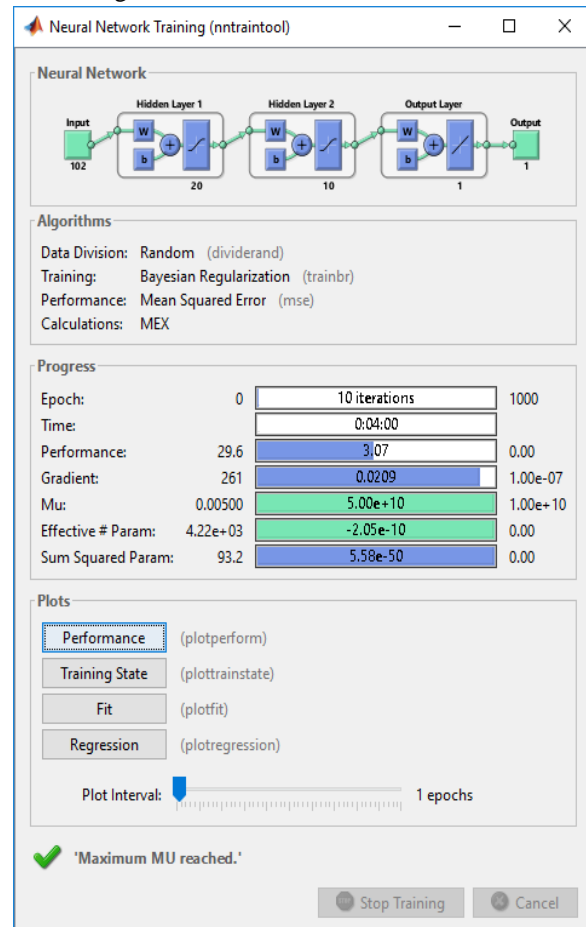 Neural Network Training (nntraintool)
Neural Network
Hidden Layer 1 Hidden Layer 2 Output Layer
Input Output
W W W
b b b
102 20 10 1 1
Algorithms
Data Division: Random (dividerand)
Training: Bayesian Regularization (trainbr)
Performance: Mean Squared Error (mse)
Calculations: MEX
Progress
Epoch: 0 10 iterations 1000
Time: 0:04:00
Performance: 29.6 3.07 0.00
Gradient: 261 0.0209 1.00e-07
Mu: 0.00500 5.00e+10 1.00e+10
Effective # Param: 4.22e+03 -2.05e-10 0.00
Sum Squared Param: 93.2 5.58e-50 0.00
Plots
Performance (plotperform)
Training State (plottrainstate)
Fit (plotfit)
Regression (plotregression)
Plot Interval: 1 epochs
'Maximum MU reached.'
Stop Training Cancel